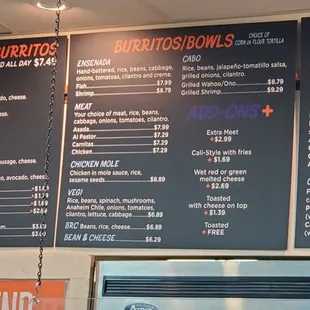 BURRITOS
ED ALL DAY $7.49
BURRITOS/BOWLS CHOICE OF
CORN or FLOUR TORTILLA
ENSENADA
Hand-battered, rice, beans, cabbage,
onions, tomatoes, cilantro and crema.
Fish $7.99
Shrimp $8.79
MEAT
Your choice of meat, rice, beans,
cabbage, onions, tomatoes, cilantro.
Asada $7.99
Al Pastor $7.29
Carnitas $7.29
Chicken $7.29
CHICKEN MOLE
Chicken in mole sauce, rice,
sesame seeds $8.89
VEGI
Rice, beans, spinach, mushrooms,
Anaheim Chile, onions, tomatoes,
cilantro, lettuce, cabbage $6.89
BRC Beans, rice, cheese $6.79
BEAN & CHEESE $6.29
CABO
Rice, beans, jalapeño-tomatillo salsa,
grilled onions, cilantro.
Grilled Wahoo/Ono $8.79
Grilled Shrimp $9.29
ADD-ONS+
Extra Meet
+$2.99
Cali-Style with fries
+$1.69
Wet red or green
melted cheese
+$2.69
Toasted
with cheese on top
+$1.39
Toasted
+FREE